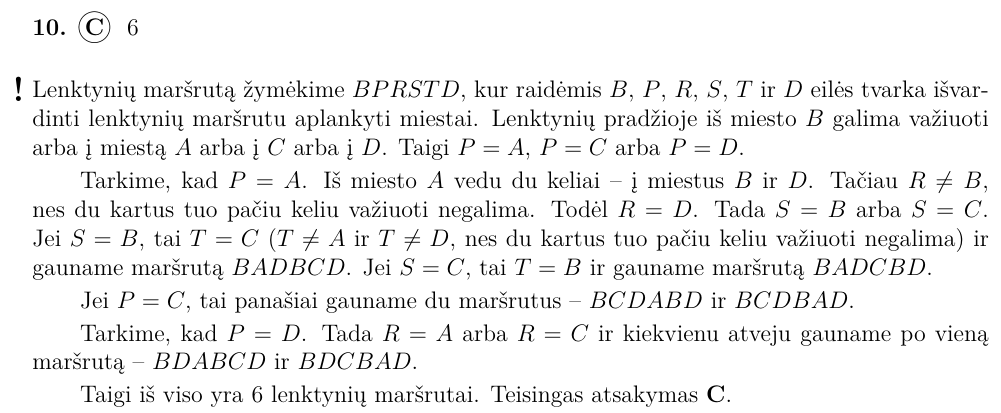 10. C 6
! Lenktynių maršrutą žymėkime BPRSTD, kur raidėmis B, P, R, S, T ir D eilės tvarka išvar-
dinti lenktynių maršrutu aplankyti miestai. Lenktynių pradžioje iš miesto B galima važiuoti
arba į miestą A arba į C arba į D. Taigi P = A, P = C arba P = D.
Tarkime, kad P = A. Iš miesto A vedu du keliai – į miestus B ir D. Tačiau R ≠ B,
nes du kartus tuo pačiu keliu važiuoti negalima. Todėl R = D. Tada S = B arba S = C.
Jei S = B, tai T = C (T ≠ A ir T ≠ D, nes du kartus tuo pačiu keliu važiuoti negalima) ir
gauname maršrutą BADBCD. Jei S = C, tai T = B ir gauname maršrutą BADCBD.
Jei P = C, tai panašiai gauname du maršrutus – BCDABD ir BCDBAD.
Tarkime, kad P = D. Tada R = A arba R = C ir kiekvienu atveju gauname po vieną
maršrutą – BDABCD ir BDCBAD.
Taigi iš viso yra 6 lenktynių maršrutai. Teisingas atsakymas C.